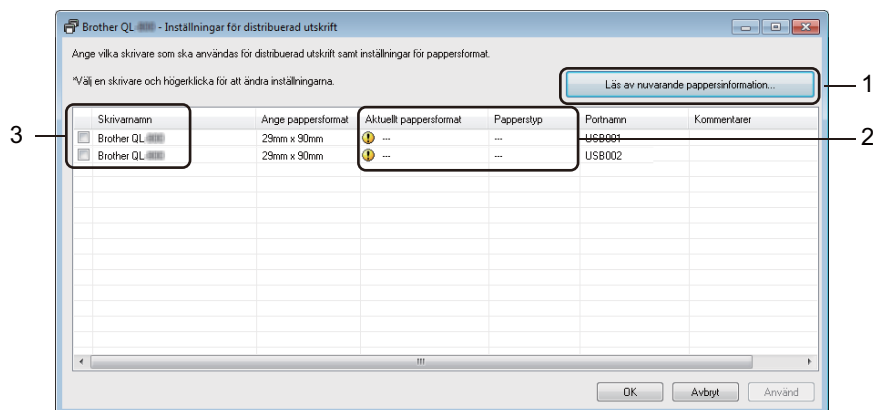 Brother QL - Inställningar för distribuerad utskrift
Ange vilka skrivare som ska användas för distribuerad utskrift samt inställningar för pappersformat.
*Välj en skrivare och högerklicka för att ändra inställningarna.
Läs av nuvarande pappersinformation...
1
Skrivarnamn Ange pappersformat Aktuellt pappersformat Papperstyp Portnamn Kommentarer
3
Brother QL 29mm x 90mm --- --- USB001
2
Brother QL 29mm x 90mm --- --- USB002
OK Avbryt Använd